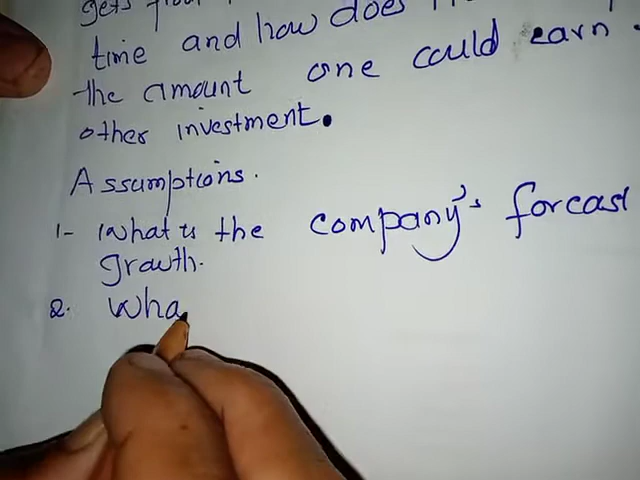 gets
time and how does
the amount one could earn
other investment.
Assumptions.
1- What is the company's forcast
growth.
2. Wha